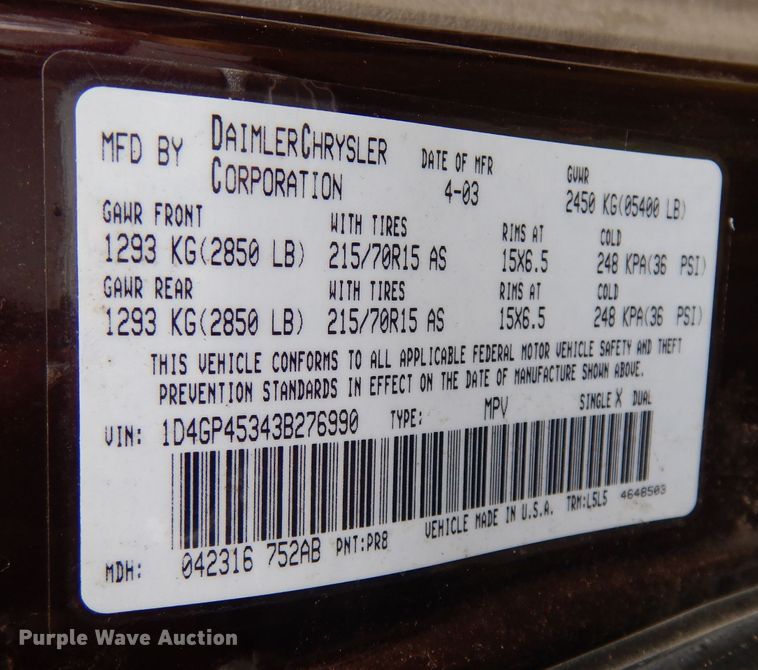 MFD BY DAIMLERCHRYSLER CORPORATION DATE OF MFR 4-03 GVWR 2450 KG(05400 LB)
GAWR FRONT WITH TIRES RIMS AT COLD
1293 KG(2850 LB) 215/70R15 AS 15X6.5 248 KPA(36 PSI)
GAWR REAR WITH TIRES RIMS AT COLD
1293 KG(2850 LB) 215/70R15 AS 15X6.5 248 KPA(36 PSI)
THIS VEHICLE CONFORMS TO ALL APPLICABLE FEDERAL MOTOR VEHICLE SAFETY AND THEFT
PREVENTION STANDARDS IN EFFECT ON THE DATE OF MANUFACTURE SHOWN ABOVE.
VIN: 1D4GP45343B276990 TYPE: MPV SINGLE X DUAL
MDH: 042316 752AB PNT:PR8 VEHICLE MADE IN U.S.A. TRM:L5L5 4648503
Purple Wave Auction